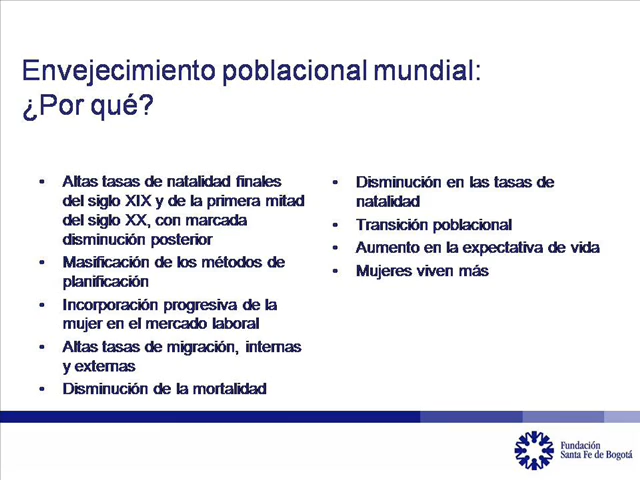 Envejecimiento poblacional mundial:
¿Por qué?
• Altas tasas de natalidad finales
del siglo XIX y de la primera mitad
del siglo XX, con marcada
disminución posterior
• Masificación de los métodos de
planificación
• Incorporación progresiva de la
mujer en el mercado laboral
• Altas tasas de migración, internas
y externas
• Disminución de la mortalidad
• Disminución en las tasas de
natalidad
• Transición poblacional
• Aumento en la expectativa de vida
• Mujeres viven más
Fundación
Santa Fe de Bogotá